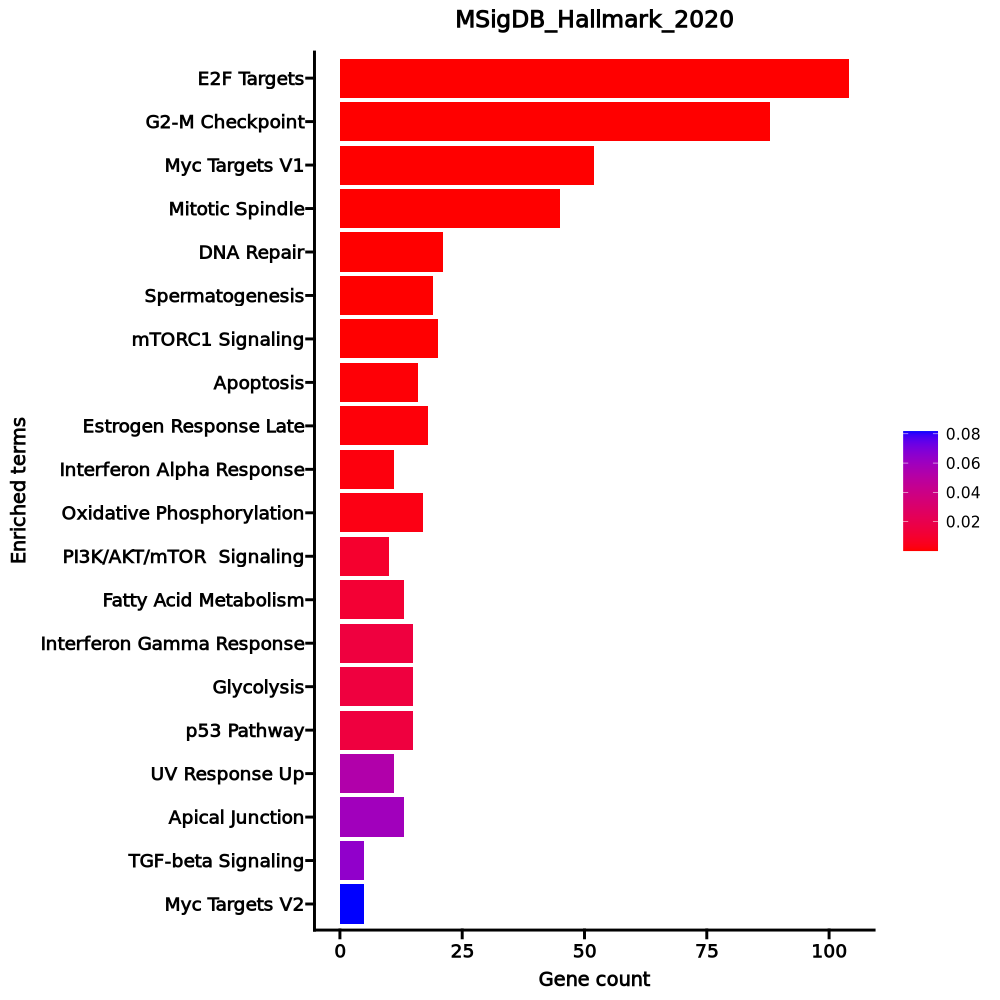 MSigDB_Hallmark_2020
E2F Targets
G2-M Checkpoint
Myc Targets V1
Mitotic Spindle
DNA Repair
Spermatogenesis
mTORC1 Signaling
Apoptosis
Estrogen Response Late
Interferon Alpha Response
Oxidative Phosphorylation
PI3K/AKT/mTOR  Signaling
Fatty Acid Metabolism
Interferon Gamma Response
Glycolysis
p53 Pathway
UV Response Up
Apical Junction
TGF-beta Signaling
Myc Targets V2
Enriched terms
0 25 50 75 100
Gene count
0.08
0.06
0.04
0.02